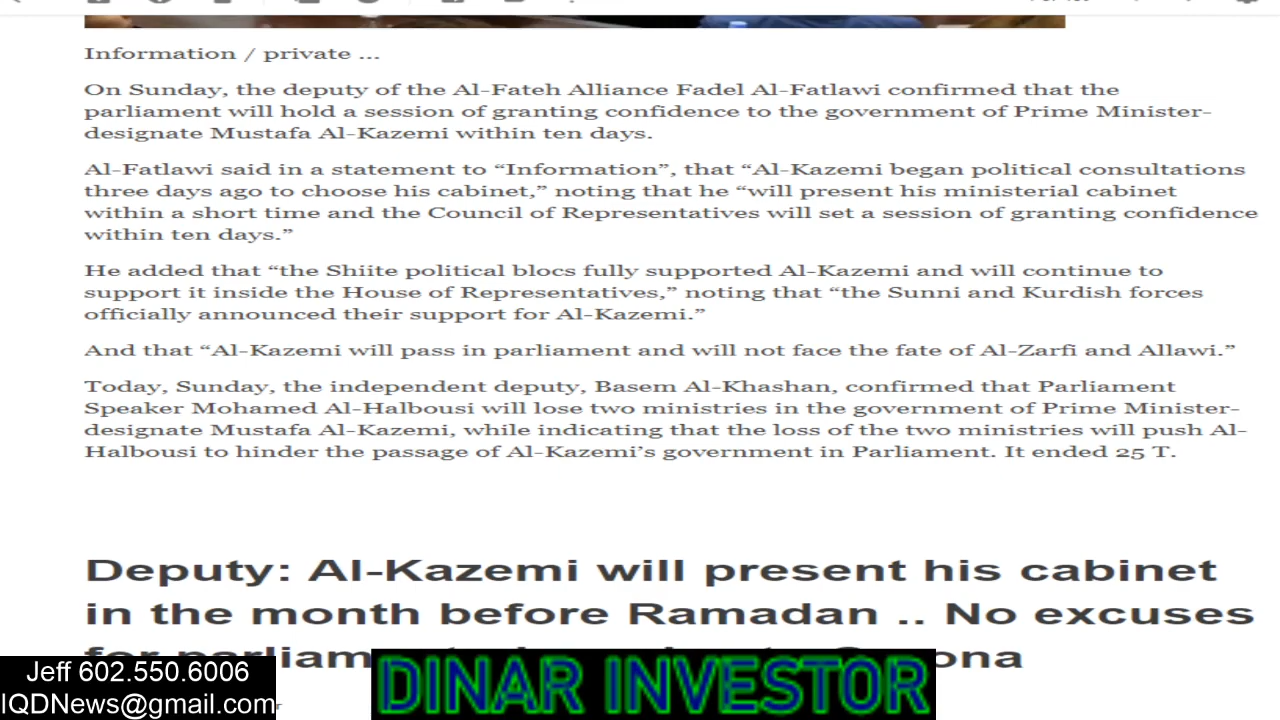 Information / private ...
On Sunday, the deputy of the Al-Fateh Alliance Fadel Al-Fatlawi confirmed that the
parliament will hold a session of granting confidence to the government of Prime Minister-
designate Mustafa Al-Kazemi within ten days.
Al-Fatlawi said in a statement to “Information”, that “Al-Kazemi began political consultations
three days ago to choose his cabinet,” noting that he “will present his ministerial cabinet
within a short time and the Council of Representatives will set a session of granting confidence
within ten days.”
He added that “the Shiite political blocs fully supported Al-Kazemi and will continue to
support it inside the House of Representatives,” noting that “the Sunni and Kurdish forces
officially announced their support for Al-Kazemi.”
And that “Al-Kazemi will pass in parliament and will not face the fate of Al-Zarfi and Allawi.”
Today, Sunday, the independent deputy, Basem Al-Khashan, confirmed that Parliament
Speaker Mohamed Al-Halbousi will lose two ministries in the government of Prime Minister-
designate Mustafa Al-Kazemi, while indicating that the loss of the two ministries will push Al-
Halbousi to hinder the passage of Al-Kazemi’s government in Parliament. It ended 25 T.
Deputy: Al-Kazemi will present his cabinet
in the month before Ramadan .. No excuses
for
Jeff 602.550.6006
IQDNews@gmail.com
DINAR INVESTOR